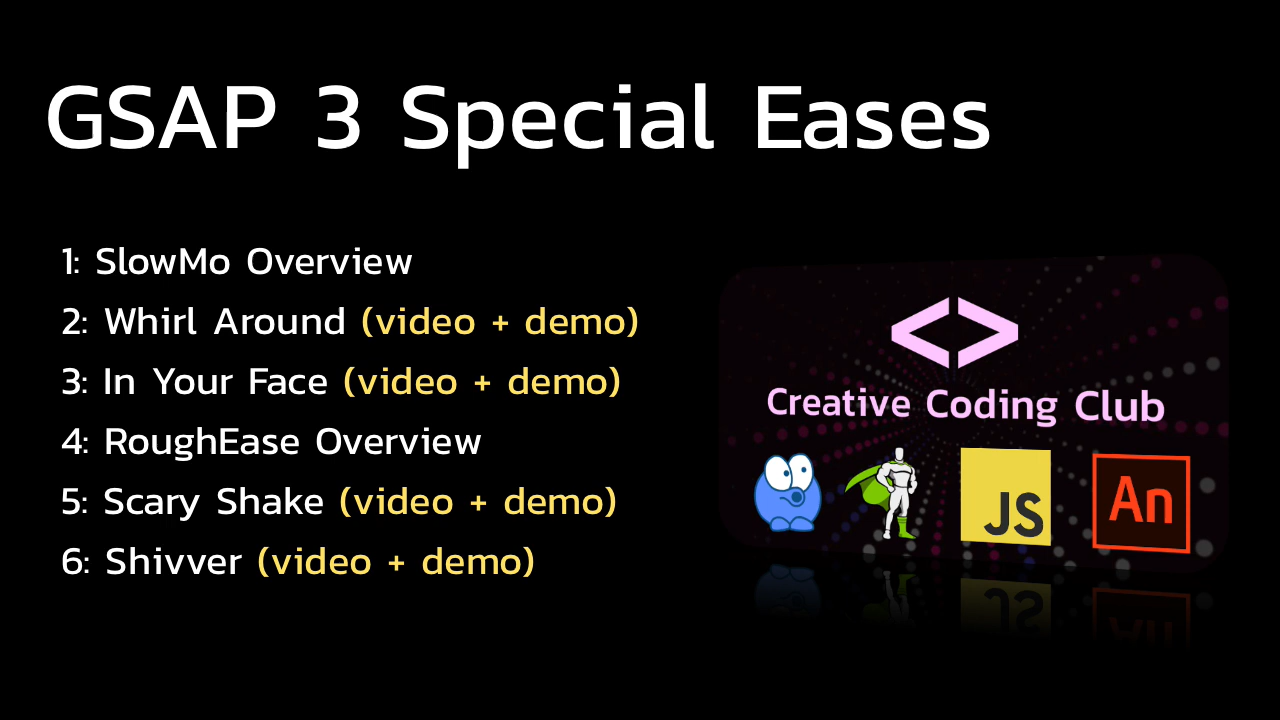 GSAP 3 Special Eases
1: SlowMo Overview
2: Whirl Around (video + demo)
3: In Your Face (video + demo)
4: RoughEase Overview
5: Scary Shake (video + demo)
6: Shivver (video + demo)
<>
Creative Coding Club
JS
An